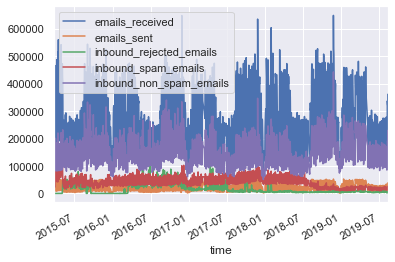 emails_received
emails_sent
inbound_rejected_emails
inbound_spam_emails
inbound_non_spam_emails
600000
500000
400000
300000
200000
100000
0
2015-07
2016-01
2016-07
2017-01
2017-07
2018-01
2018-07
2019-01
2019-07
time